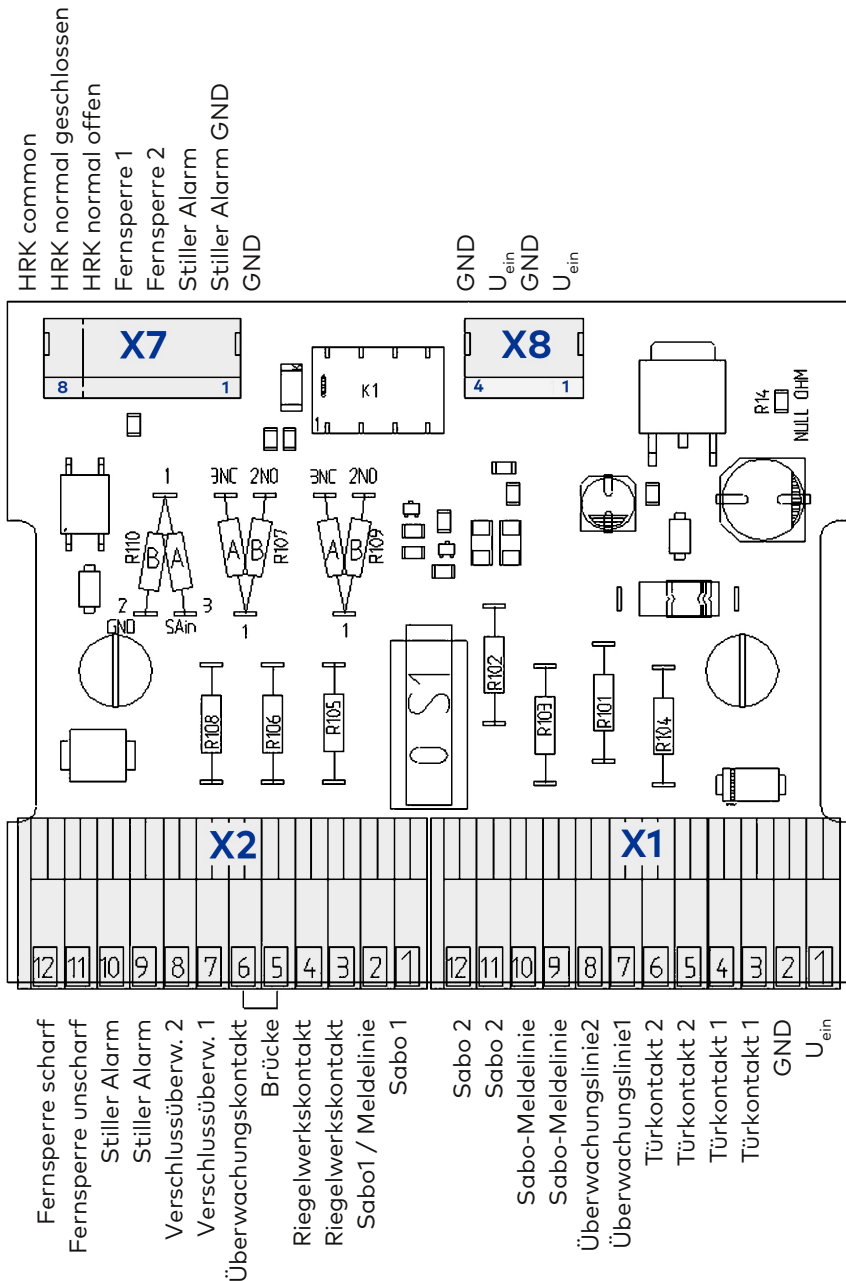 HRK common
HRK normal geschlossen
HRK normal offen
Fernsperre 1
Fernsperre 2
Stiller Alarm
Stiller Alarm GND
GND
GND
U_ein
GND
U_ein
X7
8
1
X8
4
1
K1
1
R14
NULL OHM
1
3NC
2NO
3NC
2NO
R110
B
A
A
B
R107
A
B
R109
2
GND
SAin
3
1
1
R108
R106
R105
0 S1
R102
R103
R101
R104
X2
X1
12
11
10
9
8
7
6
5
4
3
2
1
12
11
10
9
8
7
6
5
4
3
2
1
Fernsperre scharf
Fernsperre unscharf
Stiller Alarm
Stiller Alarm
Verschlussüberw. 2
Verschlussüberw. 1
Überwachungskontakt
Brücke
Riegelwerkskontakt
Riegelwerkskontakt
Sabo1 / Meldelinie
Sabo 1
Sabo 2
Sabo 2
Sabo-Meldelinie
Sabo-Meldelinie
Überwachungslinie2
Überwachungslinie1
Türkontakt 2
Türkontakt 2
Türkontakt 1
Türkontakt 1
GND
U_ein